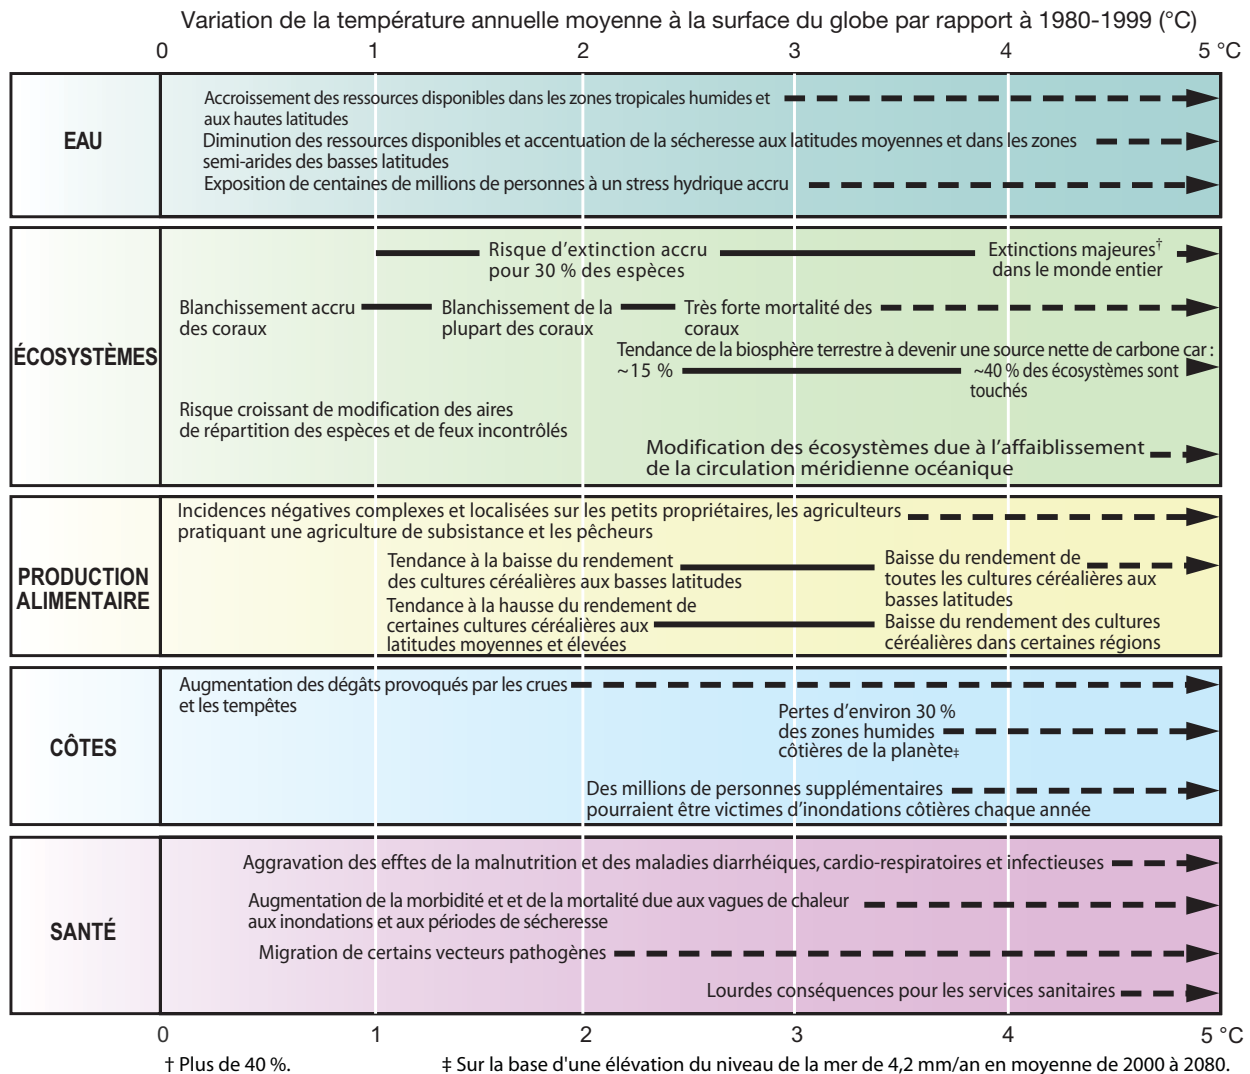 Variation de la température annuelle moyenne à la surface du globe par rapport à 1980-1999 (°C)
0 1 2 3 4 5 °C
EAU
Accroissement des ressources disponibles dans les zones tropicales humides et
aux hautes latitudes
Diminution des ressources disponibles et accentuation de la sécheresse aux latitudes moyennes et dans les zones
semi-arides des basses latitudes
Exposition de centaines de millions de personnes à un stress hydrique accru
ÉCOSYSTÈMES
Risque d'extinction accru
pour 30 % des espèces
Extinctions majeures†
dans le monde entier
Blanchissement accru
des coraux
Blanchissement de la
plupart des coraux
Très forte mortalité des
coraux
Tendance de la biosphère terrestre à devenir une source nette de carbone car :
~15 %
~40 % des écosystèmes sont
touchés
Risque croissant de modification des aires
de répartition des espèces et de feux incontrôlés
Modification des écosystèmes due à l'affaiblissement
de la circulation méridienne océanique
PRODUCTION
ALIMENTAIRE
Incidences négatives complexes et localisées sur les petits propriétaires, les agriculteurs
pratiquant une agriculture de subsistance et les pêcheurs
Tendance à la baisse du rendement
des cultures céréalières aux basses latitudes
Baisse du rendement de
toutes les cultures céréalières aux
basses latitudes
Tendance à la hausse du rendement de
certaines cultures céréalières aux
latitudes moyennes et élevées
Baisse du rendement des cultures
céréalières dans certaines régions
CÔTES
Augmentation des dégâts provoqués par les crues
et les tempêtes
Pertes d'environ 30 %
des zones humides
côtières de la planète‡
Des millions de personnes supplémentaires
pourraient être victimes d'inondations côtières chaque année
SANTÉ
Aggravation des efftes de la malnutrition et des maladies diarrhéiques, cardio-respiratoires et infectieuses
Augmentation de la morbidité et et de la mortalité due aux vagues de chaleur
aux inondations et aux périodes de sécheresse
Migration de certains vecteurs pathogènes
Lourdes conséquences pour les services sanitaires
0 1 2 3 4 5 °C
† Plus de 40 %.
‡ Sur la base d'une élévation du niveau de la mer de 4,2 mm/an en moyenne de 2000 à 2080.